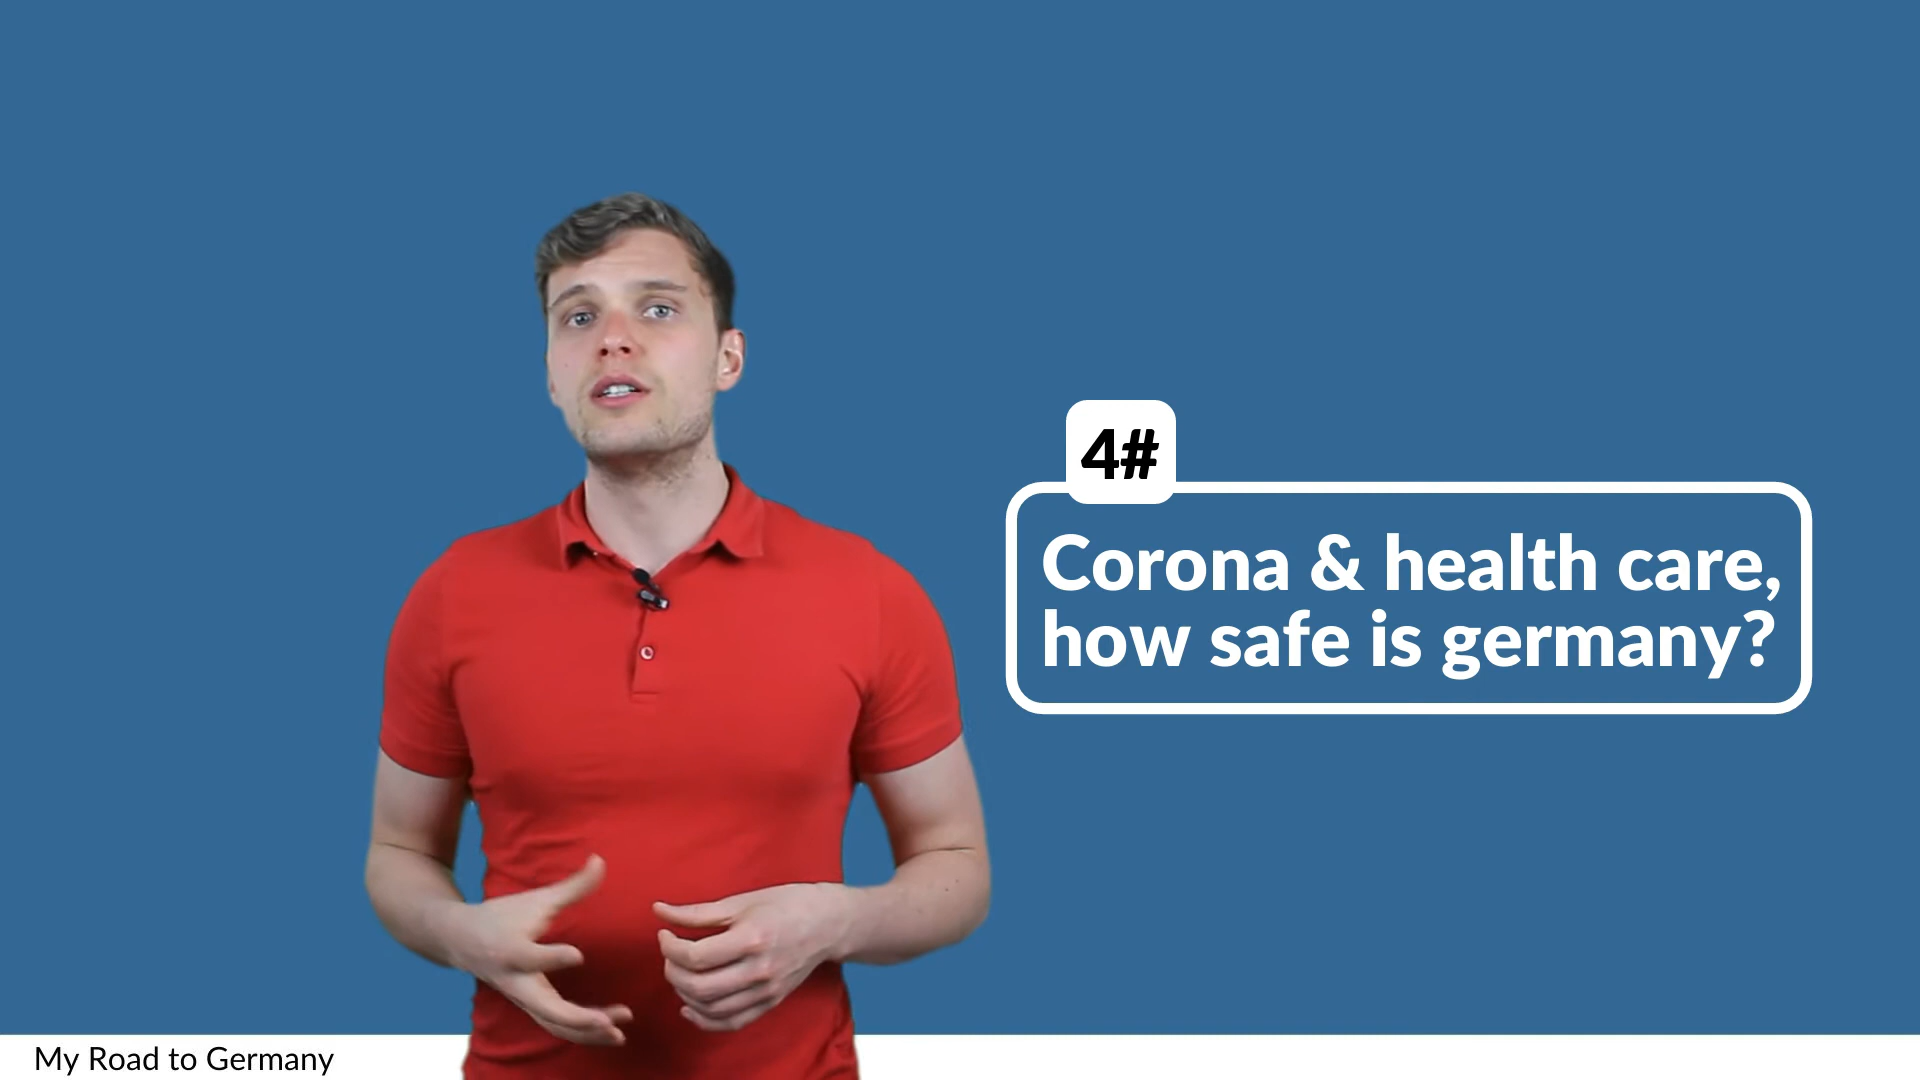 4#
Corona & health care,
how safe is germany?
My Road to Germany